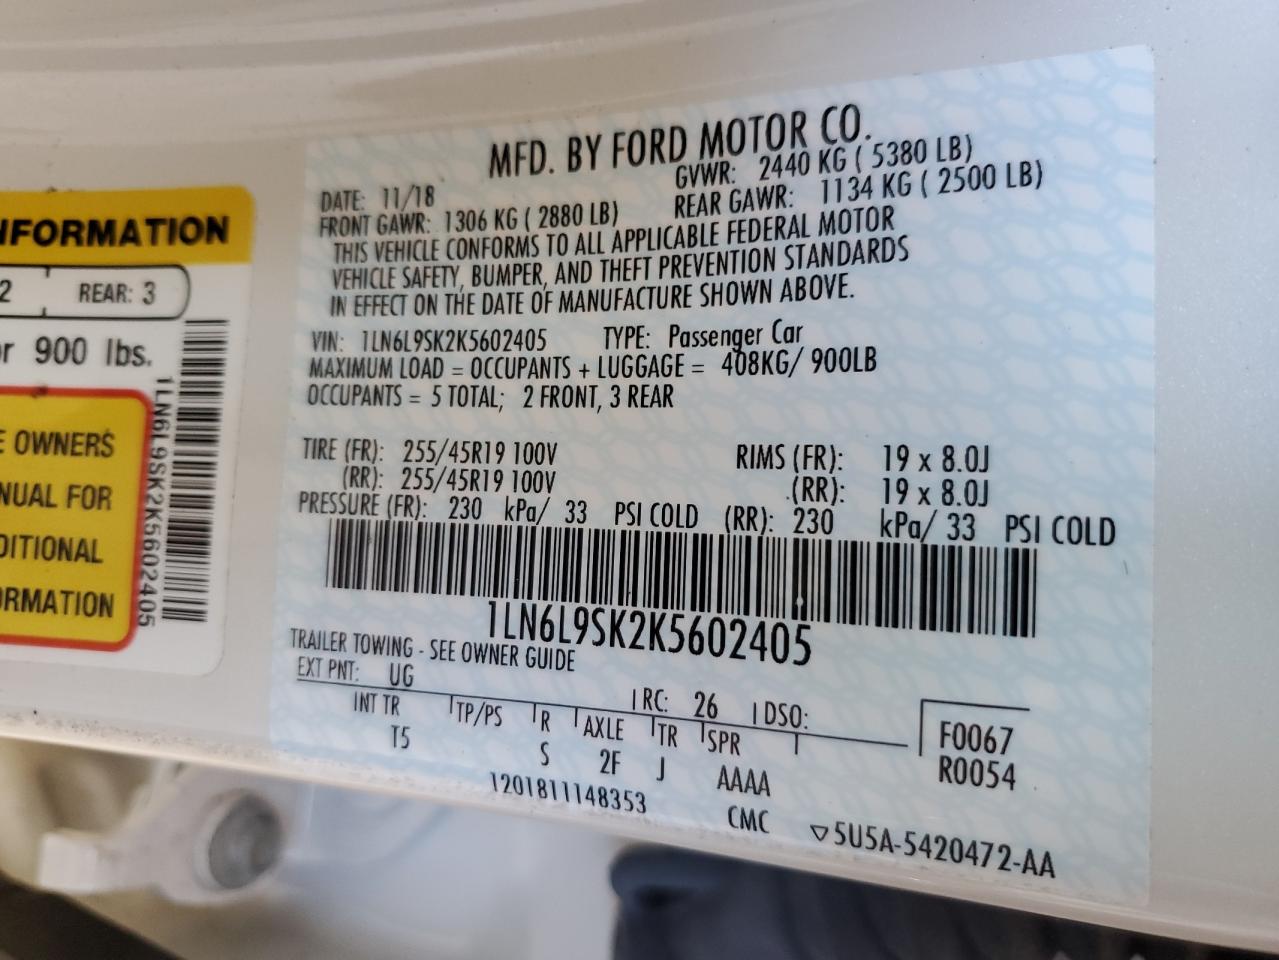 INFORMATION
2 REAR: 3
or 900 lbs.
OWNERS
NUAL FOR
DITIONAL
RMATION
1LN6L9SK2K5602405
MFD. BY FORD MOTOR CO.
DATE: 11/18 GVWR: 2440 KG ( 5380 LB)
FRONT GAWR: 1306 KG ( 2880 LB) REAR GAWR: 1134 KG ( 2500 LB)
THIS VEHICLE CONFORMS TO ALL APPLICABLE FEDERAL MOTOR
VEHICLE SAFETY, BUMPER, AND THEFT PREVENTION STANDARDS
IN EFFECT ON THE DATE OF MANUFACTURE SHOWN ABOVE.
VIN: 1LN6L9SK2K5602405 TYPE: Passenger Car
MAXIMUM LOAD = OCCUPANTS + LUGGAGE = 408KG/ 900LB
OCCUPANTS = 5 TOTAL; 2 FRONT, 3 REAR
TIRE (FR): 255/45R19 100V RIMS (FR): 19 x 8.0J
(RR): 255/45R19 100V (RR): 19 x 8.0J
PRESSURE (FR): 230 kPa/ 33 PSI COLD (RR): 230 kPa/ 33 PSI COLD
1LN6L9SK2K5602405
TRAILER TOWING - SEE OWNER GUIDE
EXT PNT: UG RC: 26 DSO:
INT TR TP/PS R AXLE TR SPR F0067
T5 S 2F J AAAA R0054
1201811148353 CMC ▽5U5A-5420472-AA